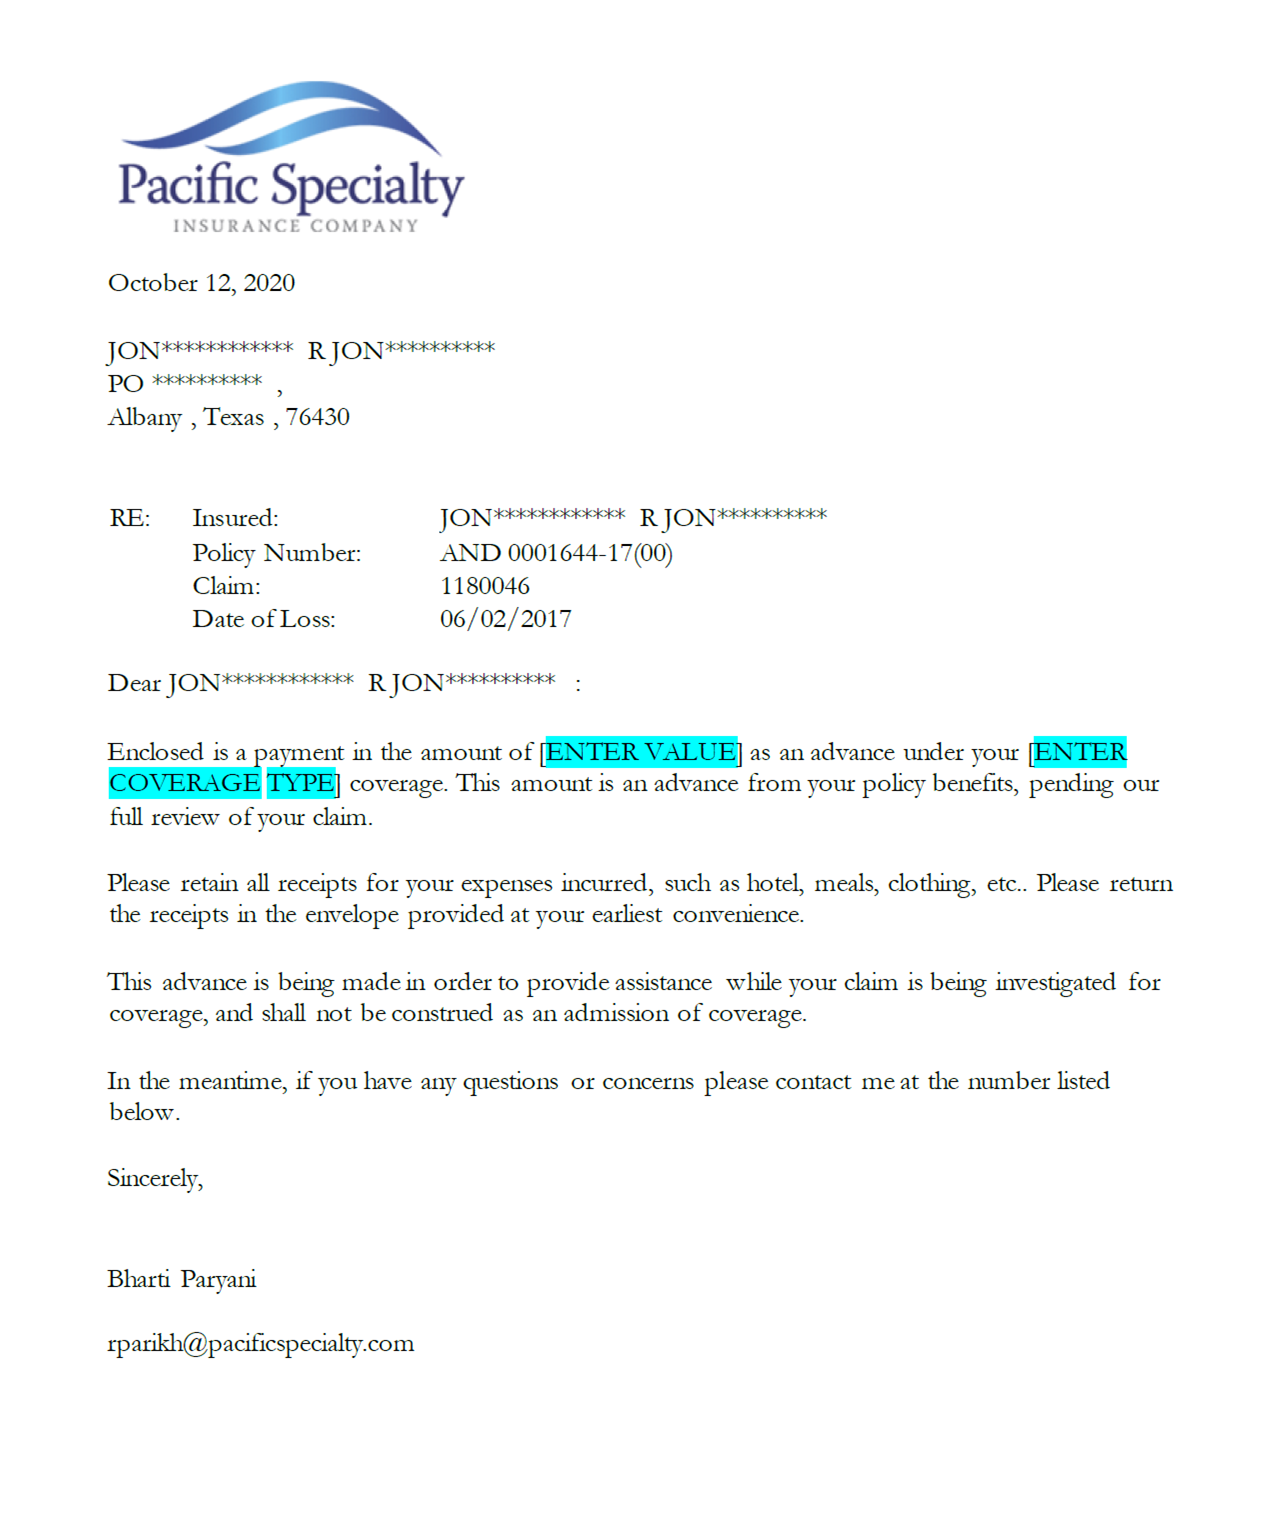 Pacific Specialty
INSURANCE COMPANY
October 12, 2020
JON************ R JON**********
PO ********** ,
Albany , Texas , 76430
RE: Insured: JON************ R JON**********
Policy Number: AND 0001644-17(00)
Claim: 1180046
Date of Loss: 06/02/2017
Dear JON************ R JON********** :
Enclosed is a payment in the amount of [ENTER VALUE] as an advance under your [ENTER
COVERAGE TYPE] coverage. This amount is an advance from your policy benefits, pending our
full review of your claim.
Please retain all receipts for your expenses incurred, such as hotel, meals, clothing, etc.. Please return
the receipts in the envelope provided at your earliest convenience.
This advance is being made in order to provide assistance while your claim is being investigated for
coverage, and shall not be construed as an admission of coverage.
In the meantime, if you have any questions or concerns please contact me at the number listed
below.
Sincerely,
Bharti Paryani
rparikh@pacificspecialty.com